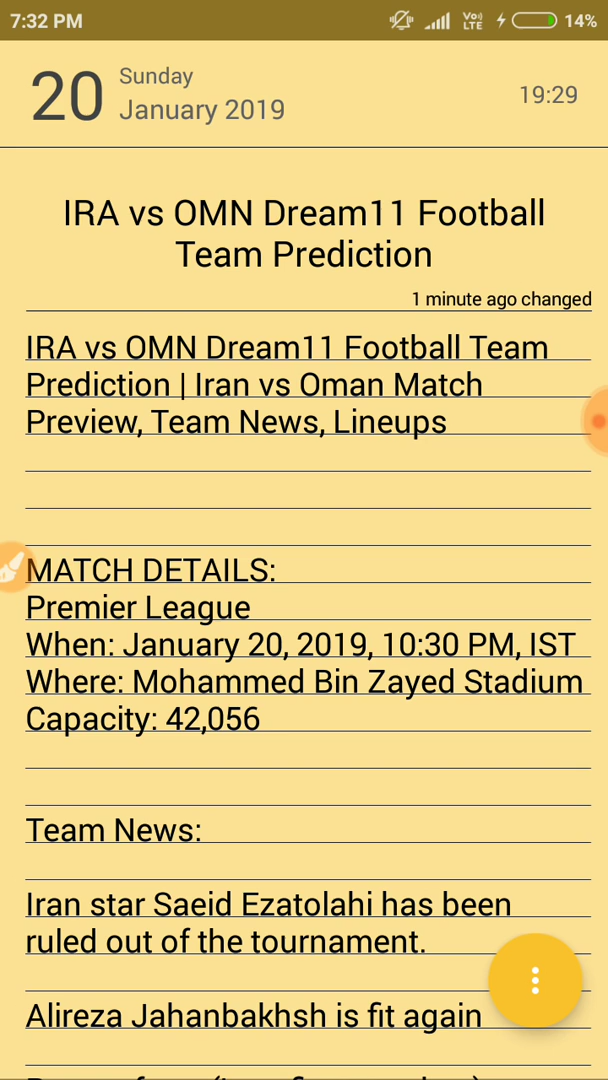 7:32 PM
Vo)) LTE
14%
20
Sunday
January 2019
19:29
IRA vs OMN Dream11 Football
Team Prediction
1 minute ago changed
IRA vs OMN Dream11 Football Team
Prediction | Iran vs Oman Match
Preview, Team News, Lineups
MATCH DETAILS:
Premier League
When: January 20, 2019, 10:30 PM, IST
Where: Mohammed Bin Zayed Stadium
Capacity: 42,056
Team News:
Iran star Saeid Ezatolahi has been
ruled out of the tournament.
Alireza Jahanbakhsh is fit again